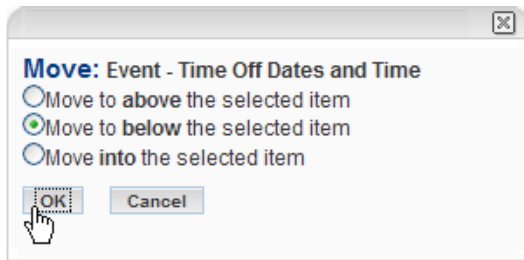 Move: Event - Time Off Dates and Time
Move to above the selected item
Move to below the selected item
Move into the selected item
OK Cancel